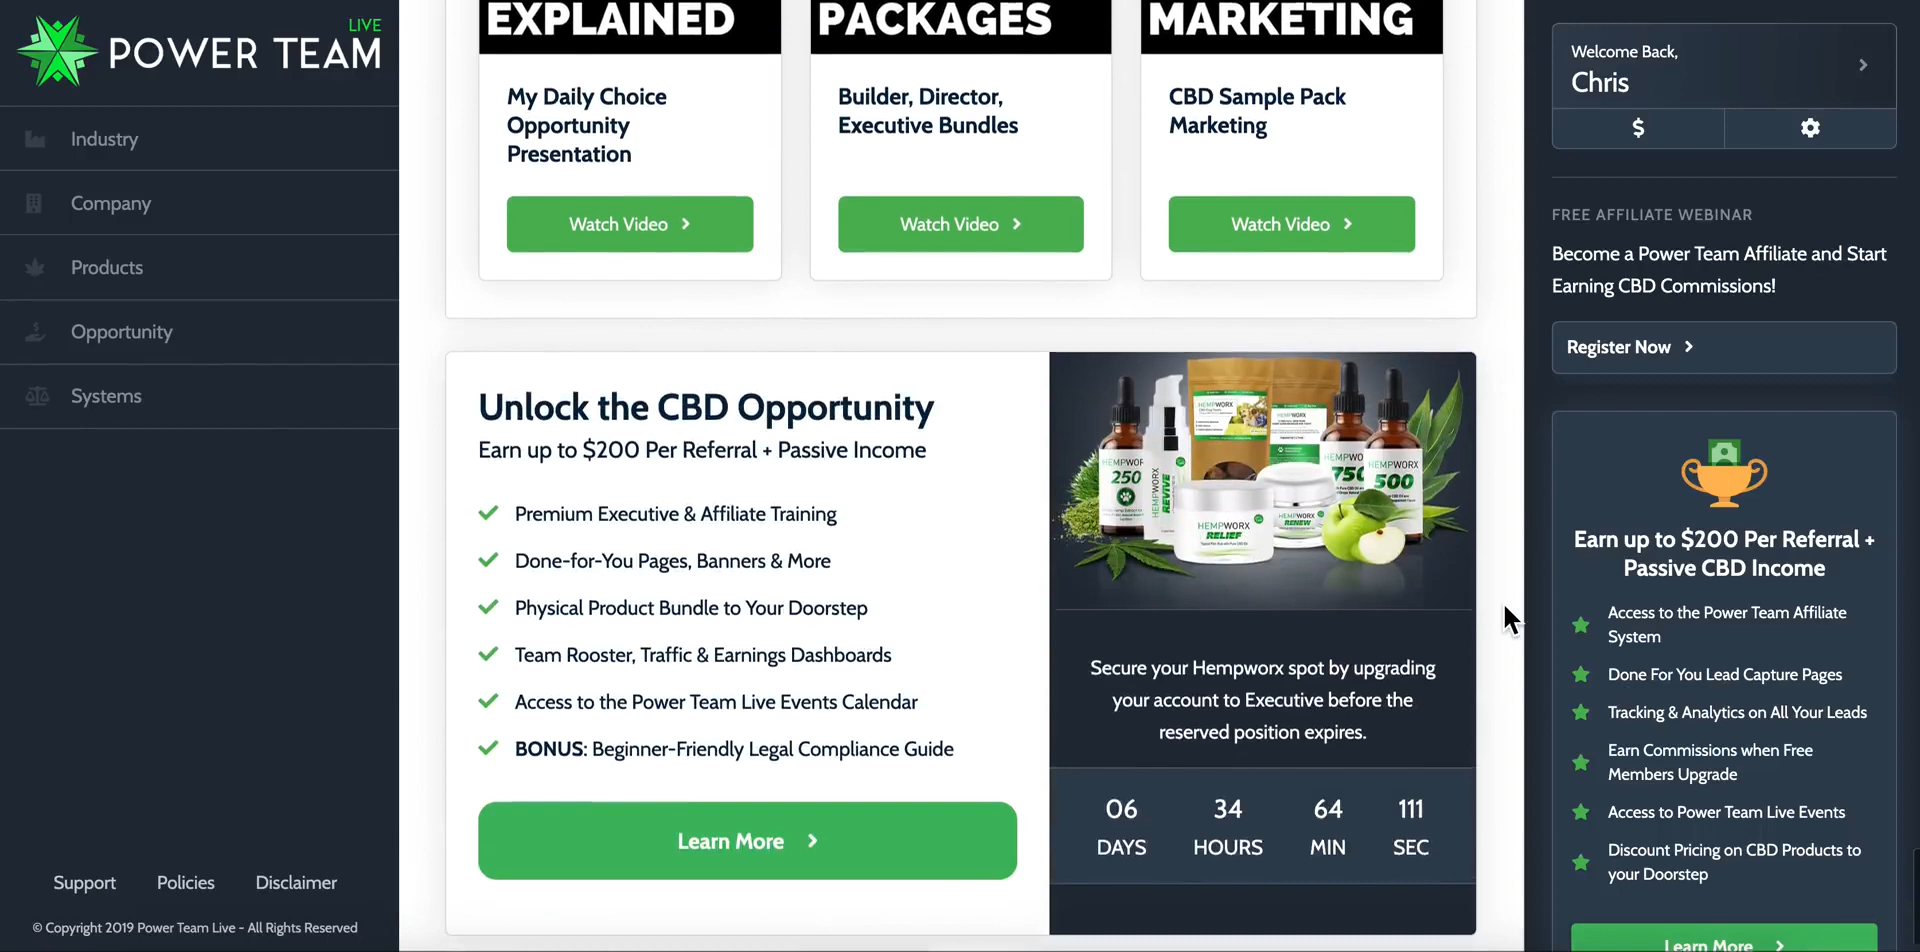 LIVE
POWER TEAM
Industry
Company
Products
Opportunity
Systems
Support
Policies
Disclaimer
© Copyright 2019 Power Team Live - All Rights Reserved
EXPLAINED
My Daily Choice
Opportunity
Presentation
Watch Video
PACKAGES
Builder, Director,
Executive Bundles
Watch Video
MARKETING
CBD Sample Pack
Marketing
Watch Video
Unlock the CBD Opportunity
Earn up to $200 Per Referral + Passive Income
Premium Executive & Affiliate Training
Done-for-You Pages, Banners & More
Physical Product Bundle to Your Doorstep
Team Rooster, Traffic & Earnings Dashboards
Access to the Power Team Live Events Calendar
BONUS: Beginner-Friendly Legal Compliance Guide
Learn More
HEMPWOR
250
HEMPWORX
REVIVE
HEMPWORX
HEMPWORX
HEMPWO
750
HEMPWORX
500
HEMPWORX
RELIEF
HEMPWORX
RENEW
Secure your Hempworx spot by upgrading
your account to Executive before the
reserved position expires.
06 34 64 111
DAYS HOURS MIN SEC
Welcome Back,
Chris
$
FREE AFFILIATE WEBINAR
Become a Power Team Affiliate and Start
Earning CBD Commissions!
Register Now
Earn up to $200 Per Referral +
Passive CBD Income
Access to the Power Team Affiliate
System
Done For You Lead Capture Pages
Tracking & Analytics on All Your Leads
Earn Commissions when Free
Members Upgrade
Access to Power Team Live Events
Discount Pricing on CBD Products to
your Doorstep
Learn More